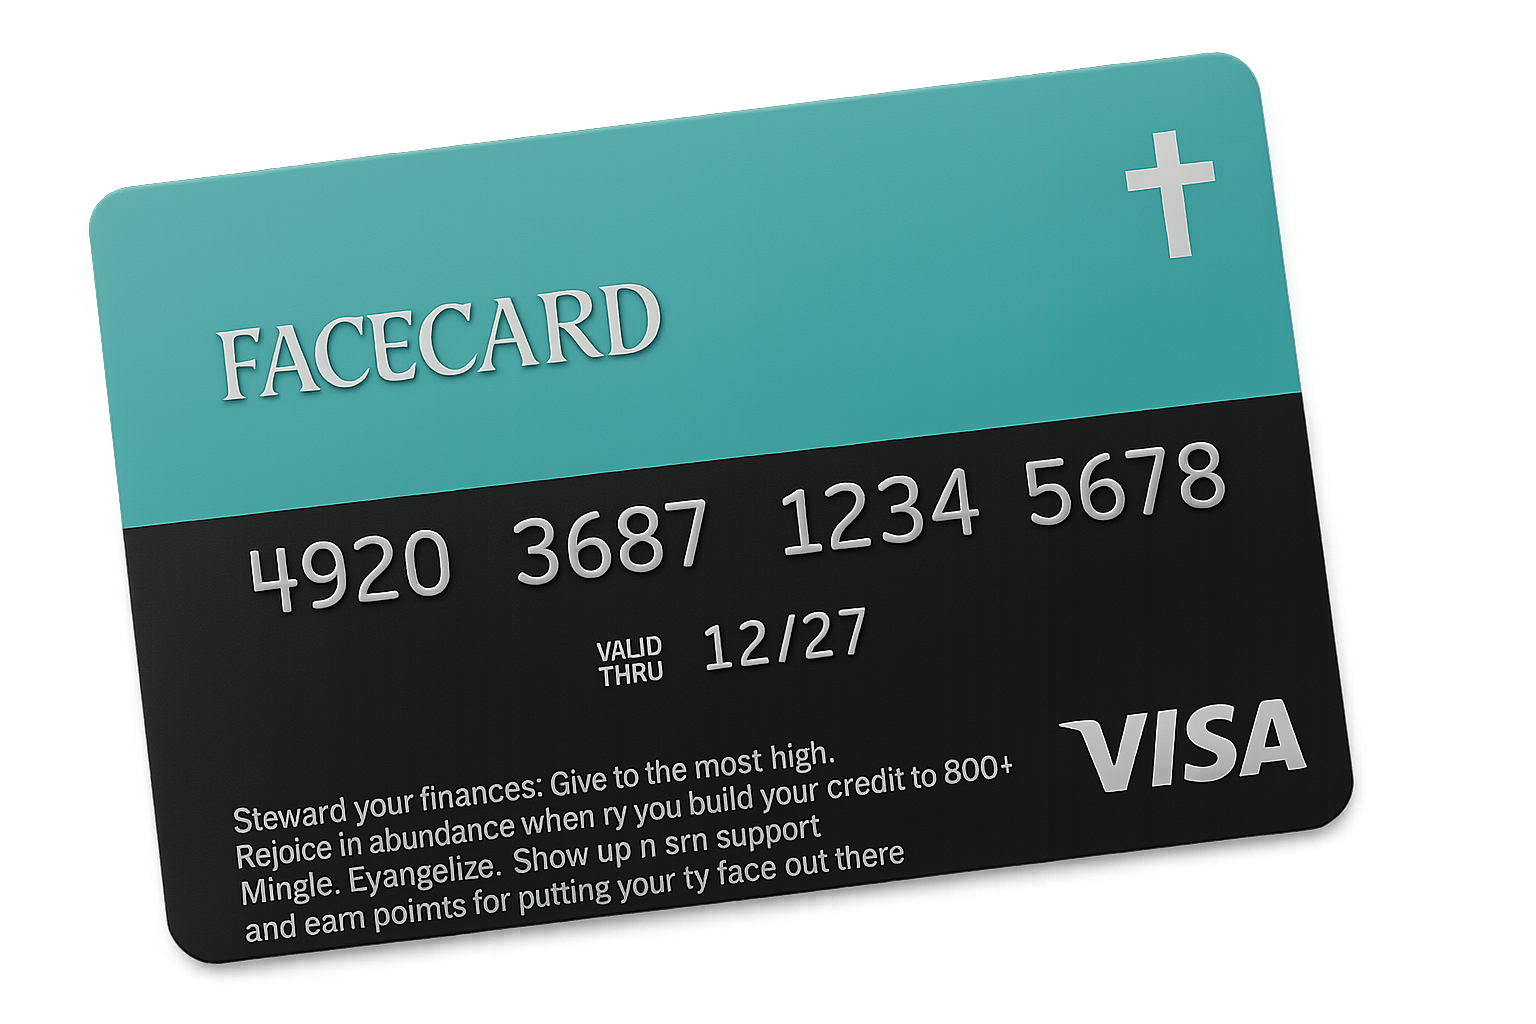 FACECARD
4920 3687 1234 5678
VALID THRU 12/27
Steward your finances: Give to the most high.
Rejoice in abundance when ry you build your credit to 800+
Mingle. Eyangelize. Show up n srn support
and eam poimts for putting your ty face out there
VISA